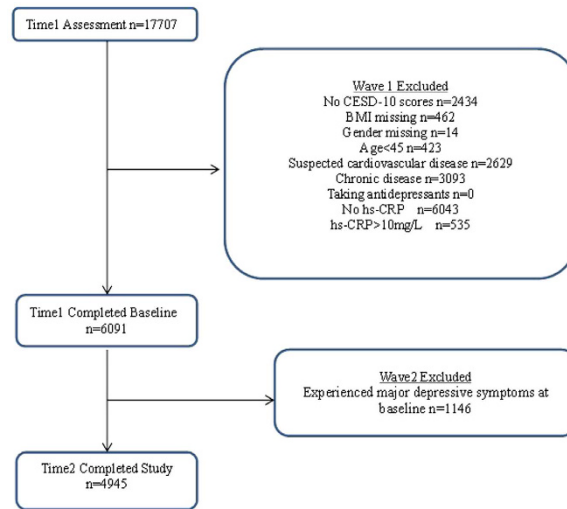 Time1 Assessment n=17707
Wave 1 Excluded
No CESD-10 scores n=2434
BMI missing n=462
Gender missing n=14
Age<45 n=423
Suspected cardiovascular disease n=2629
Chronic disease n=3093
Taking antidepressants n=0
No hs-CRP n=6043
hs-CRP>10mg/L n=535
Time1 Completed Baseline
n=6091
Wave2 Excluded
Experienced major depressive symptoms at
baseline n=1146
Time2 Completed Study
n=4945